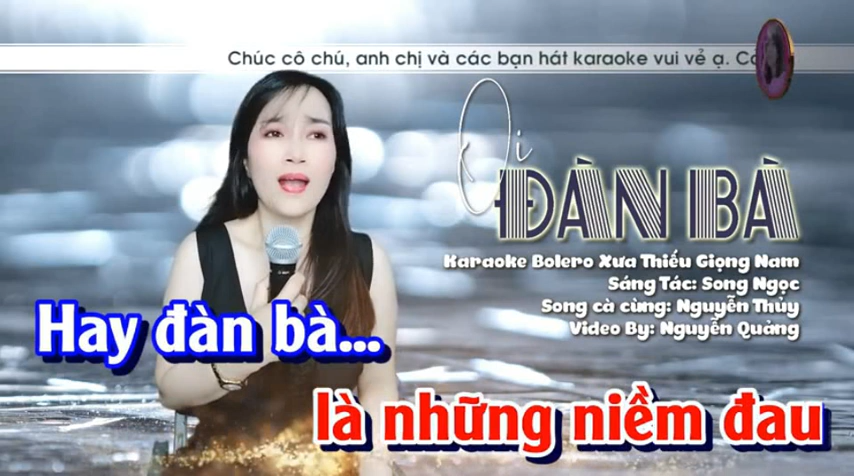 Chúc cô chú, anh chị và các bạn hát karaoke vui vẻ ạ. Cả
Ơi
ĐÀN BÀ
Karaoke Bolero Xưa Thiếu Giọng Nam
Sáng Tác: Song Ngọc
Song cà cùng: Nguyễn Thủy
Video By: Nguyễn Quảng
Hay đàn bà...
là những niềm đau